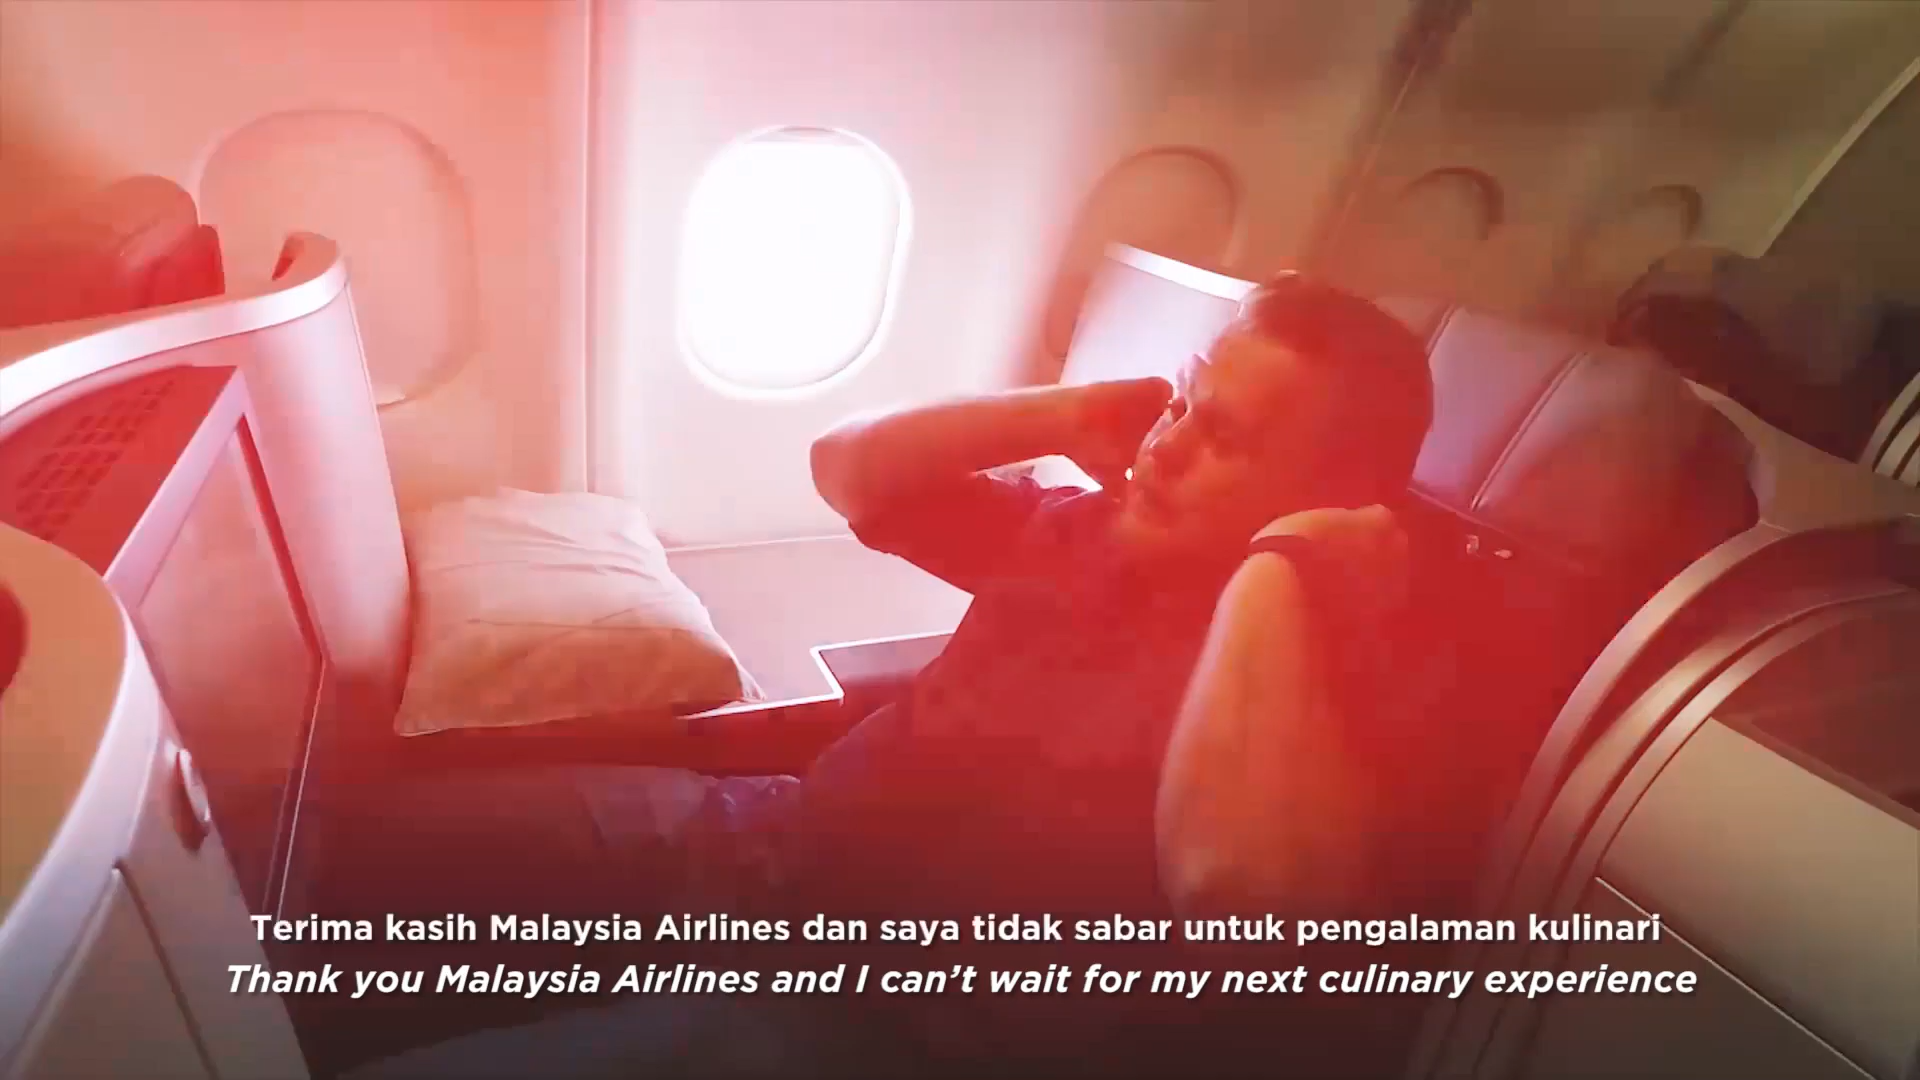 Terima kasih Malaysia Airlines dan saya tidak sabar untuk pengalaman kulinari
Thank you Malaysia Airlines and I can’t wait for my next culinary experience